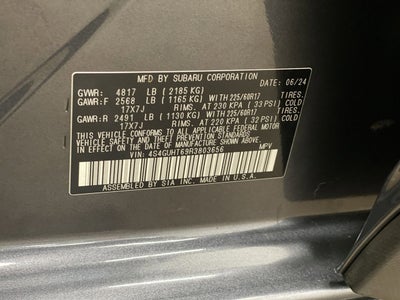 MFD BY SUBARU CORPORATION DATE 06/24
GVWR: 4817 LB (2185 KG)
GAWR:F 2568 LB (1165 KG) WITH 225/60R17 TIRES.
17X7J RIMS.AT 230 KPA ( 33 PSI) COLD
GAWR:R 2491 LB (1130 KG) WITH 225/60R17 TIRES.
17X7J RIMS.AT 220 KPA ( 32 PSI) COLD
THIS VEHICLE CONFORMS TO ALL APPLICABLE FEDERAL MOTOR
VEHICLE SAFETY AND THEFT PREVENTION STANDARDS IN EFFECT
ON THE DATE OF MANUFACTURE SHOWN ABOVE.
VIN: 4S4GUHT69R3803656 MPV
ASSEMBLED BY SIA INC. MADE IN U.S.A.